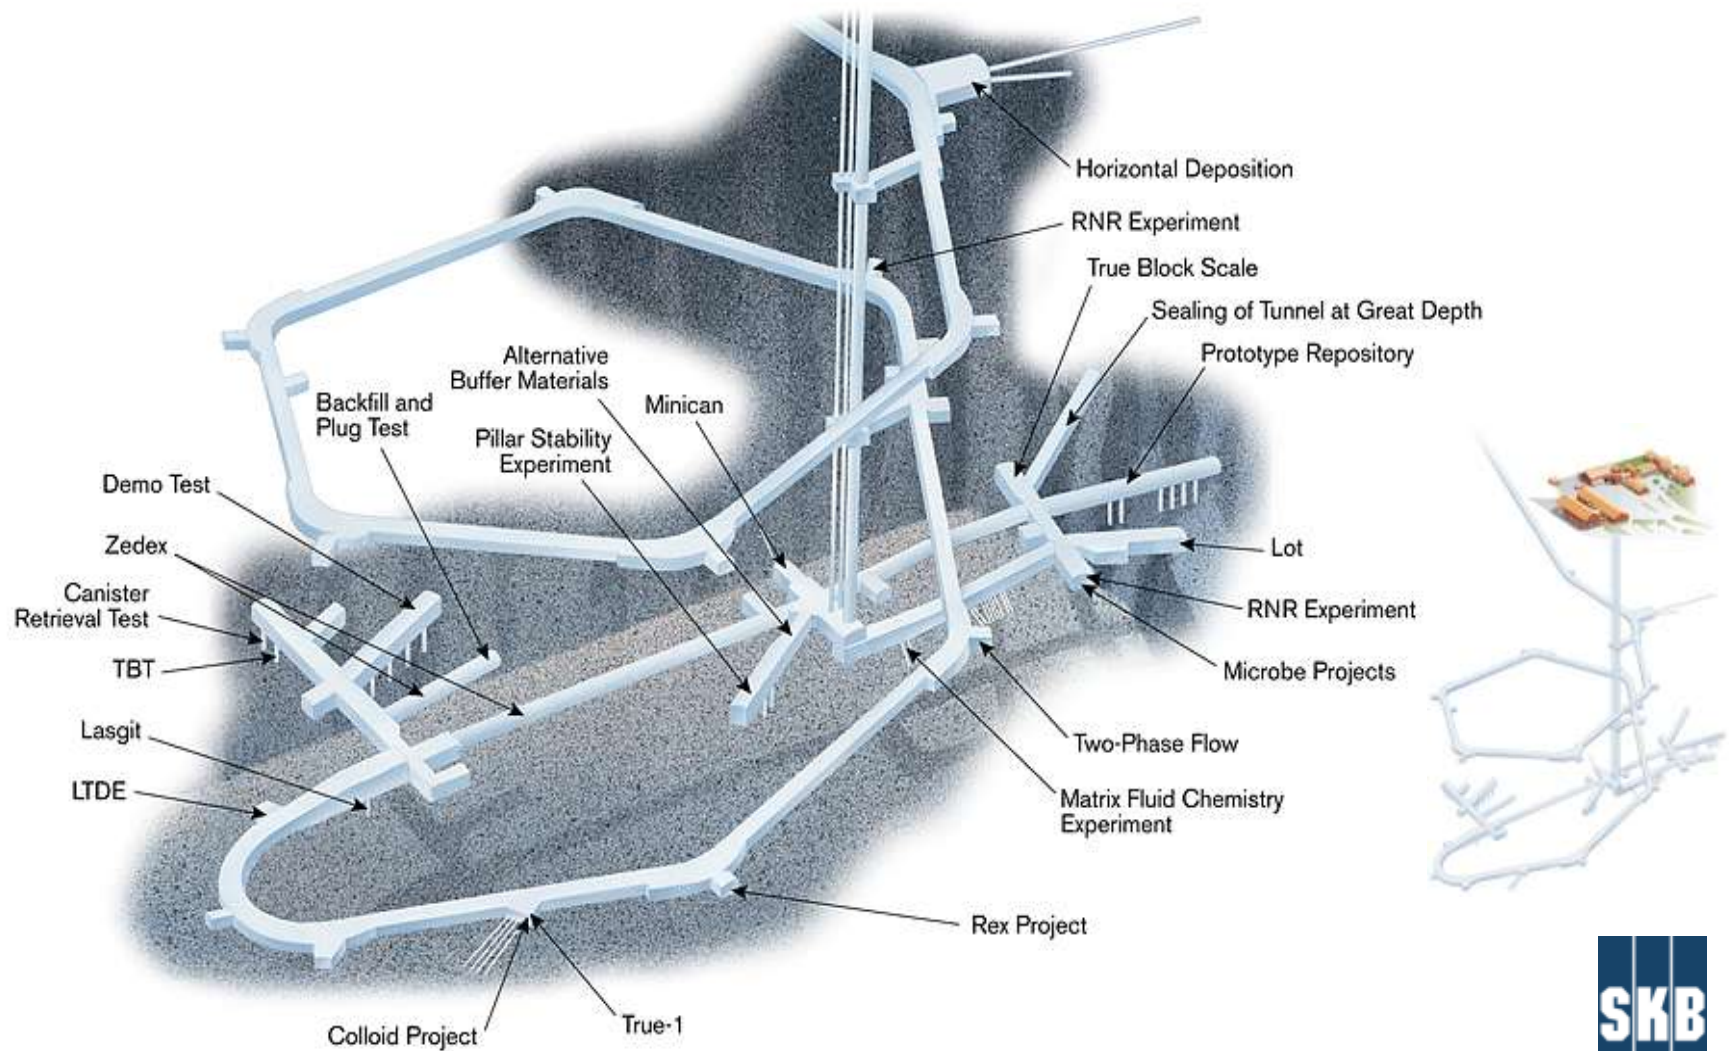 Horizontal Deposition
RNR Experiment
True Block Scale
Sealing of Tunnel at Great Depth
Prototype Repository
Alternative
Buffer Materials
Minican
Backfill and
Plug Test
Pillar Stability
Experiment
Demo Test
Zedex
Canister
Retrieval Test
TBT
Lasgit
LTDE
Lot
RNR Experiment
Microbe Projects
Two-Phase Flow
Matrix Fluid Chemistry
Experiment
Rex Project
True-1
Colloid Project
SKB